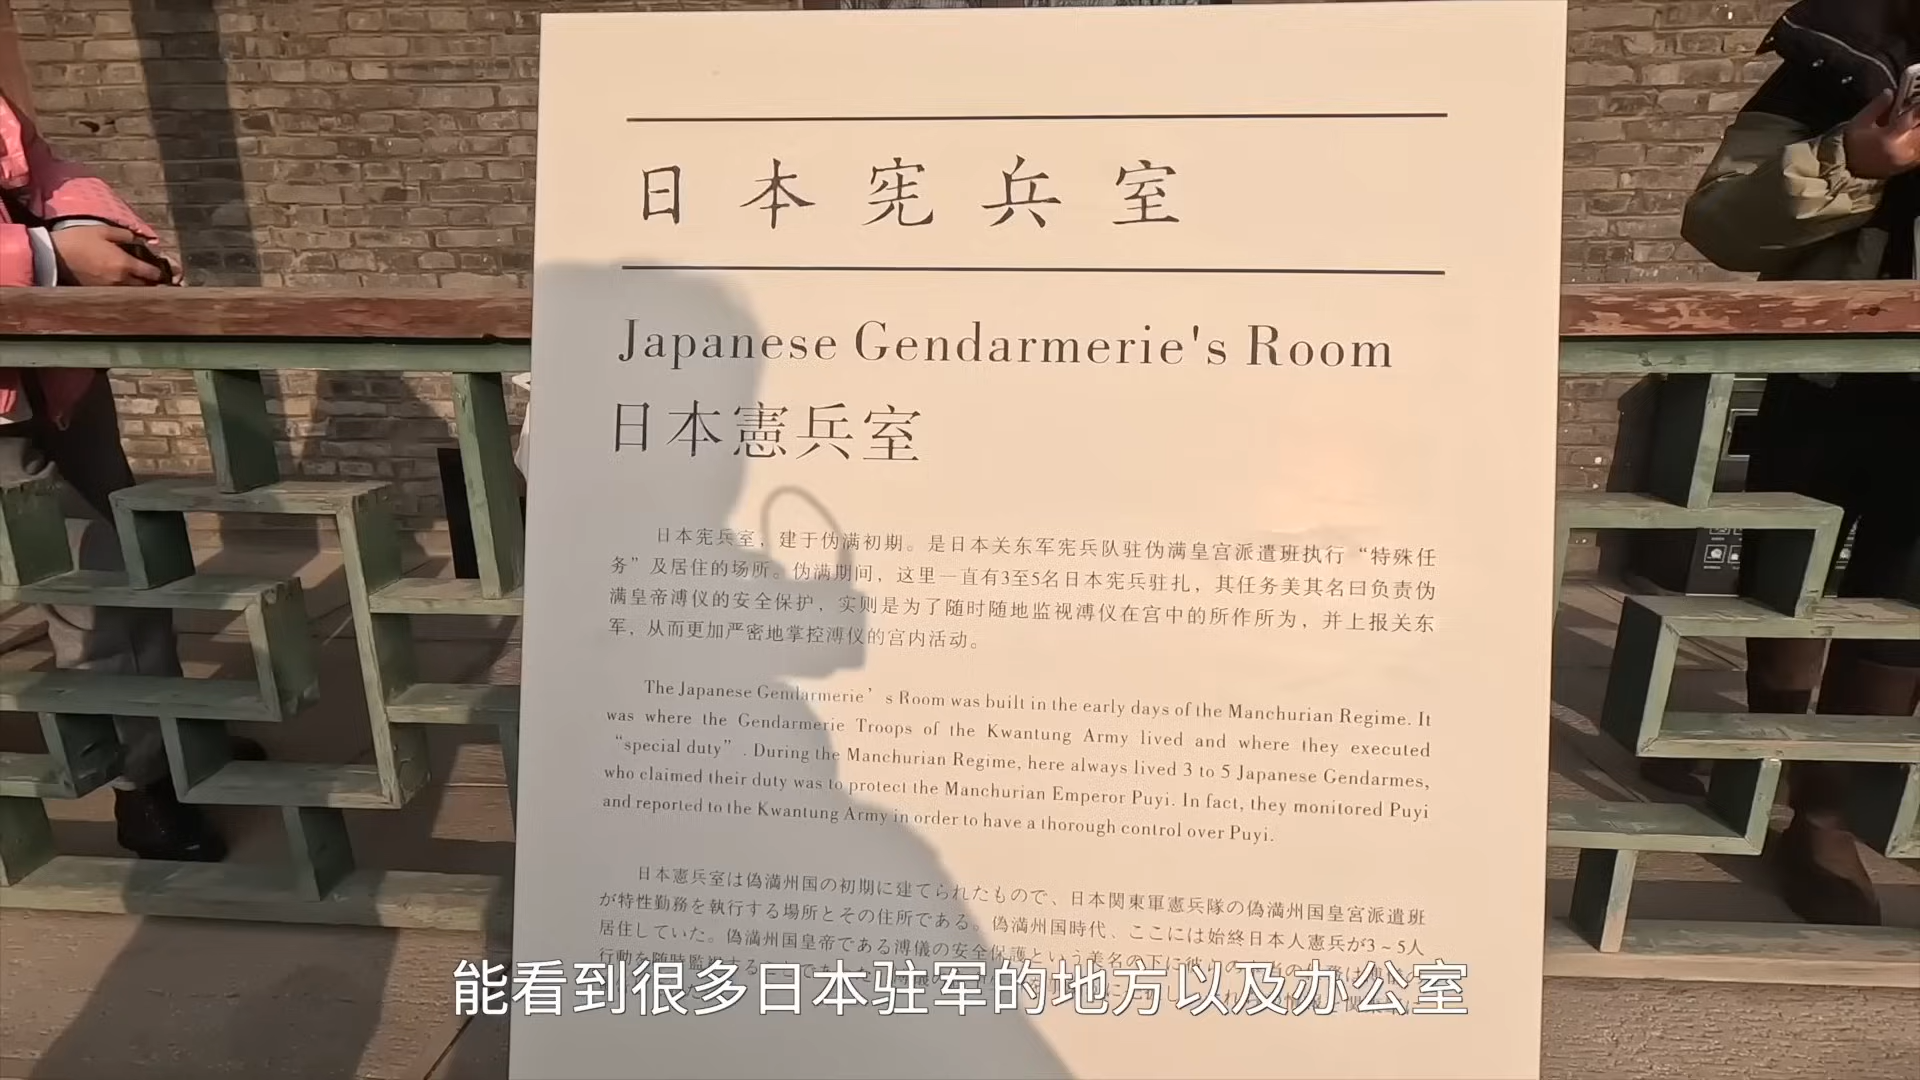 日本宪兵室
Japanese Gendarmerie's Room
日本憲兵室
日本宪兵室，建于伪满初期。是日本关东军宪兵队驻伪满皇宫派遣班执行“特殊任
务”及居住的场所。伪满期间，这里一直有3至5名日本宪兵驻扎，其任务美其名曰负责伪
满皇帝溥仪的安全保护，实则是为了随时随地监视溥仪在宫中的所作所为，并上报关东
军，从而更加严密地掌控溥仪的宫内活动。
The Japanese Gendarmerie’s Room was built in the early days of the Manchurian Regime. It
was where the Gendarmerie Troops of the Kwantung Army lived and where they executed
“special duty”. During the Manchurian Regime, here always lived 3 to 5 Japanese Gendarmes,
who claimed their duty was to protect the Manchurian Emperor Puyi. In fact, they monitored Puyi
and reported to the Kwantung Army in order to have a thorough control over Puyi.
日本憲兵室は偽満州国の初期に建てられたもので、日本関東軍憲兵隊の偽満州国皇宮派遣班
が特性勤務を執行する場所とその住所である。偽満州国時代、ここには始終日本人憲兵が3～5人
居住していた。偽満州国皇帝である溥儀の安全保護という美名の下に彼
行動を随時監
能看到很多日本驻军的地方以及办公室